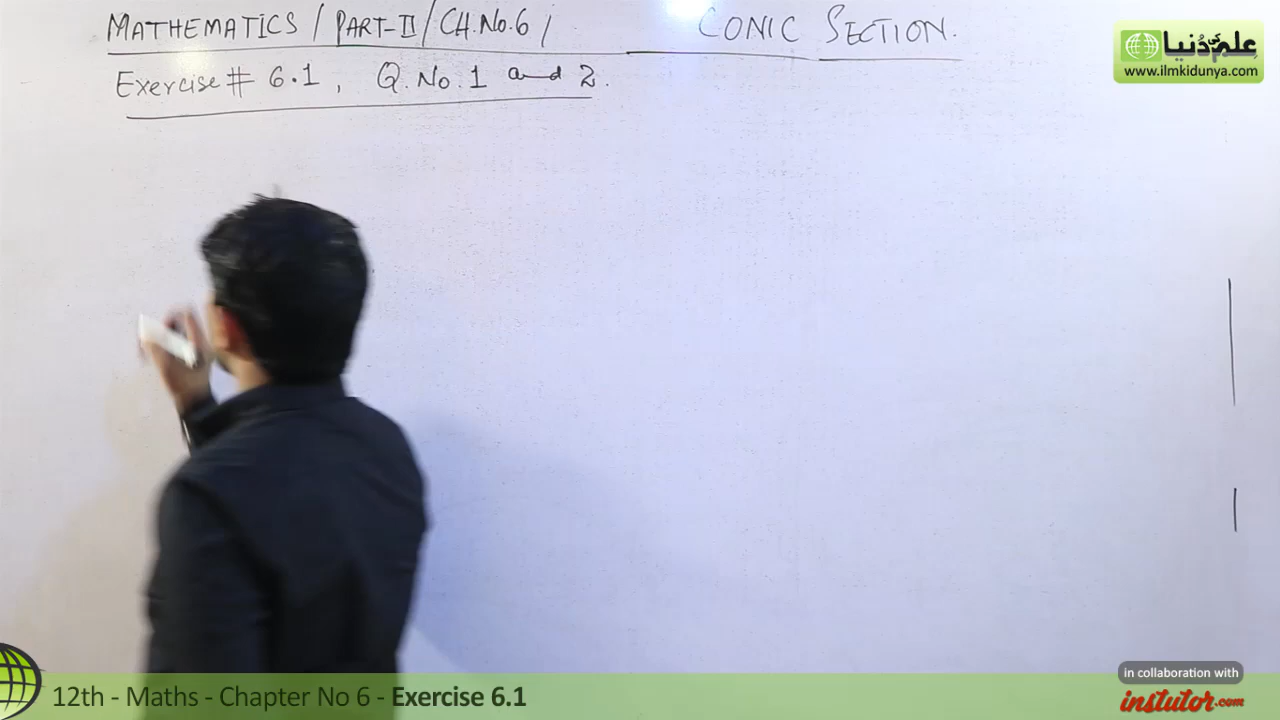 MATHEMATICS / PART-II / CH.No.6 / CONIC SECTION.
Exercise # 6.1 , Q.No.1 and 2.
علم کی دُنیا
www.ilmkidunya.com
in collaboration with
instutor.com
12th - Maths - Chapter No 6 - Exercise 6.1